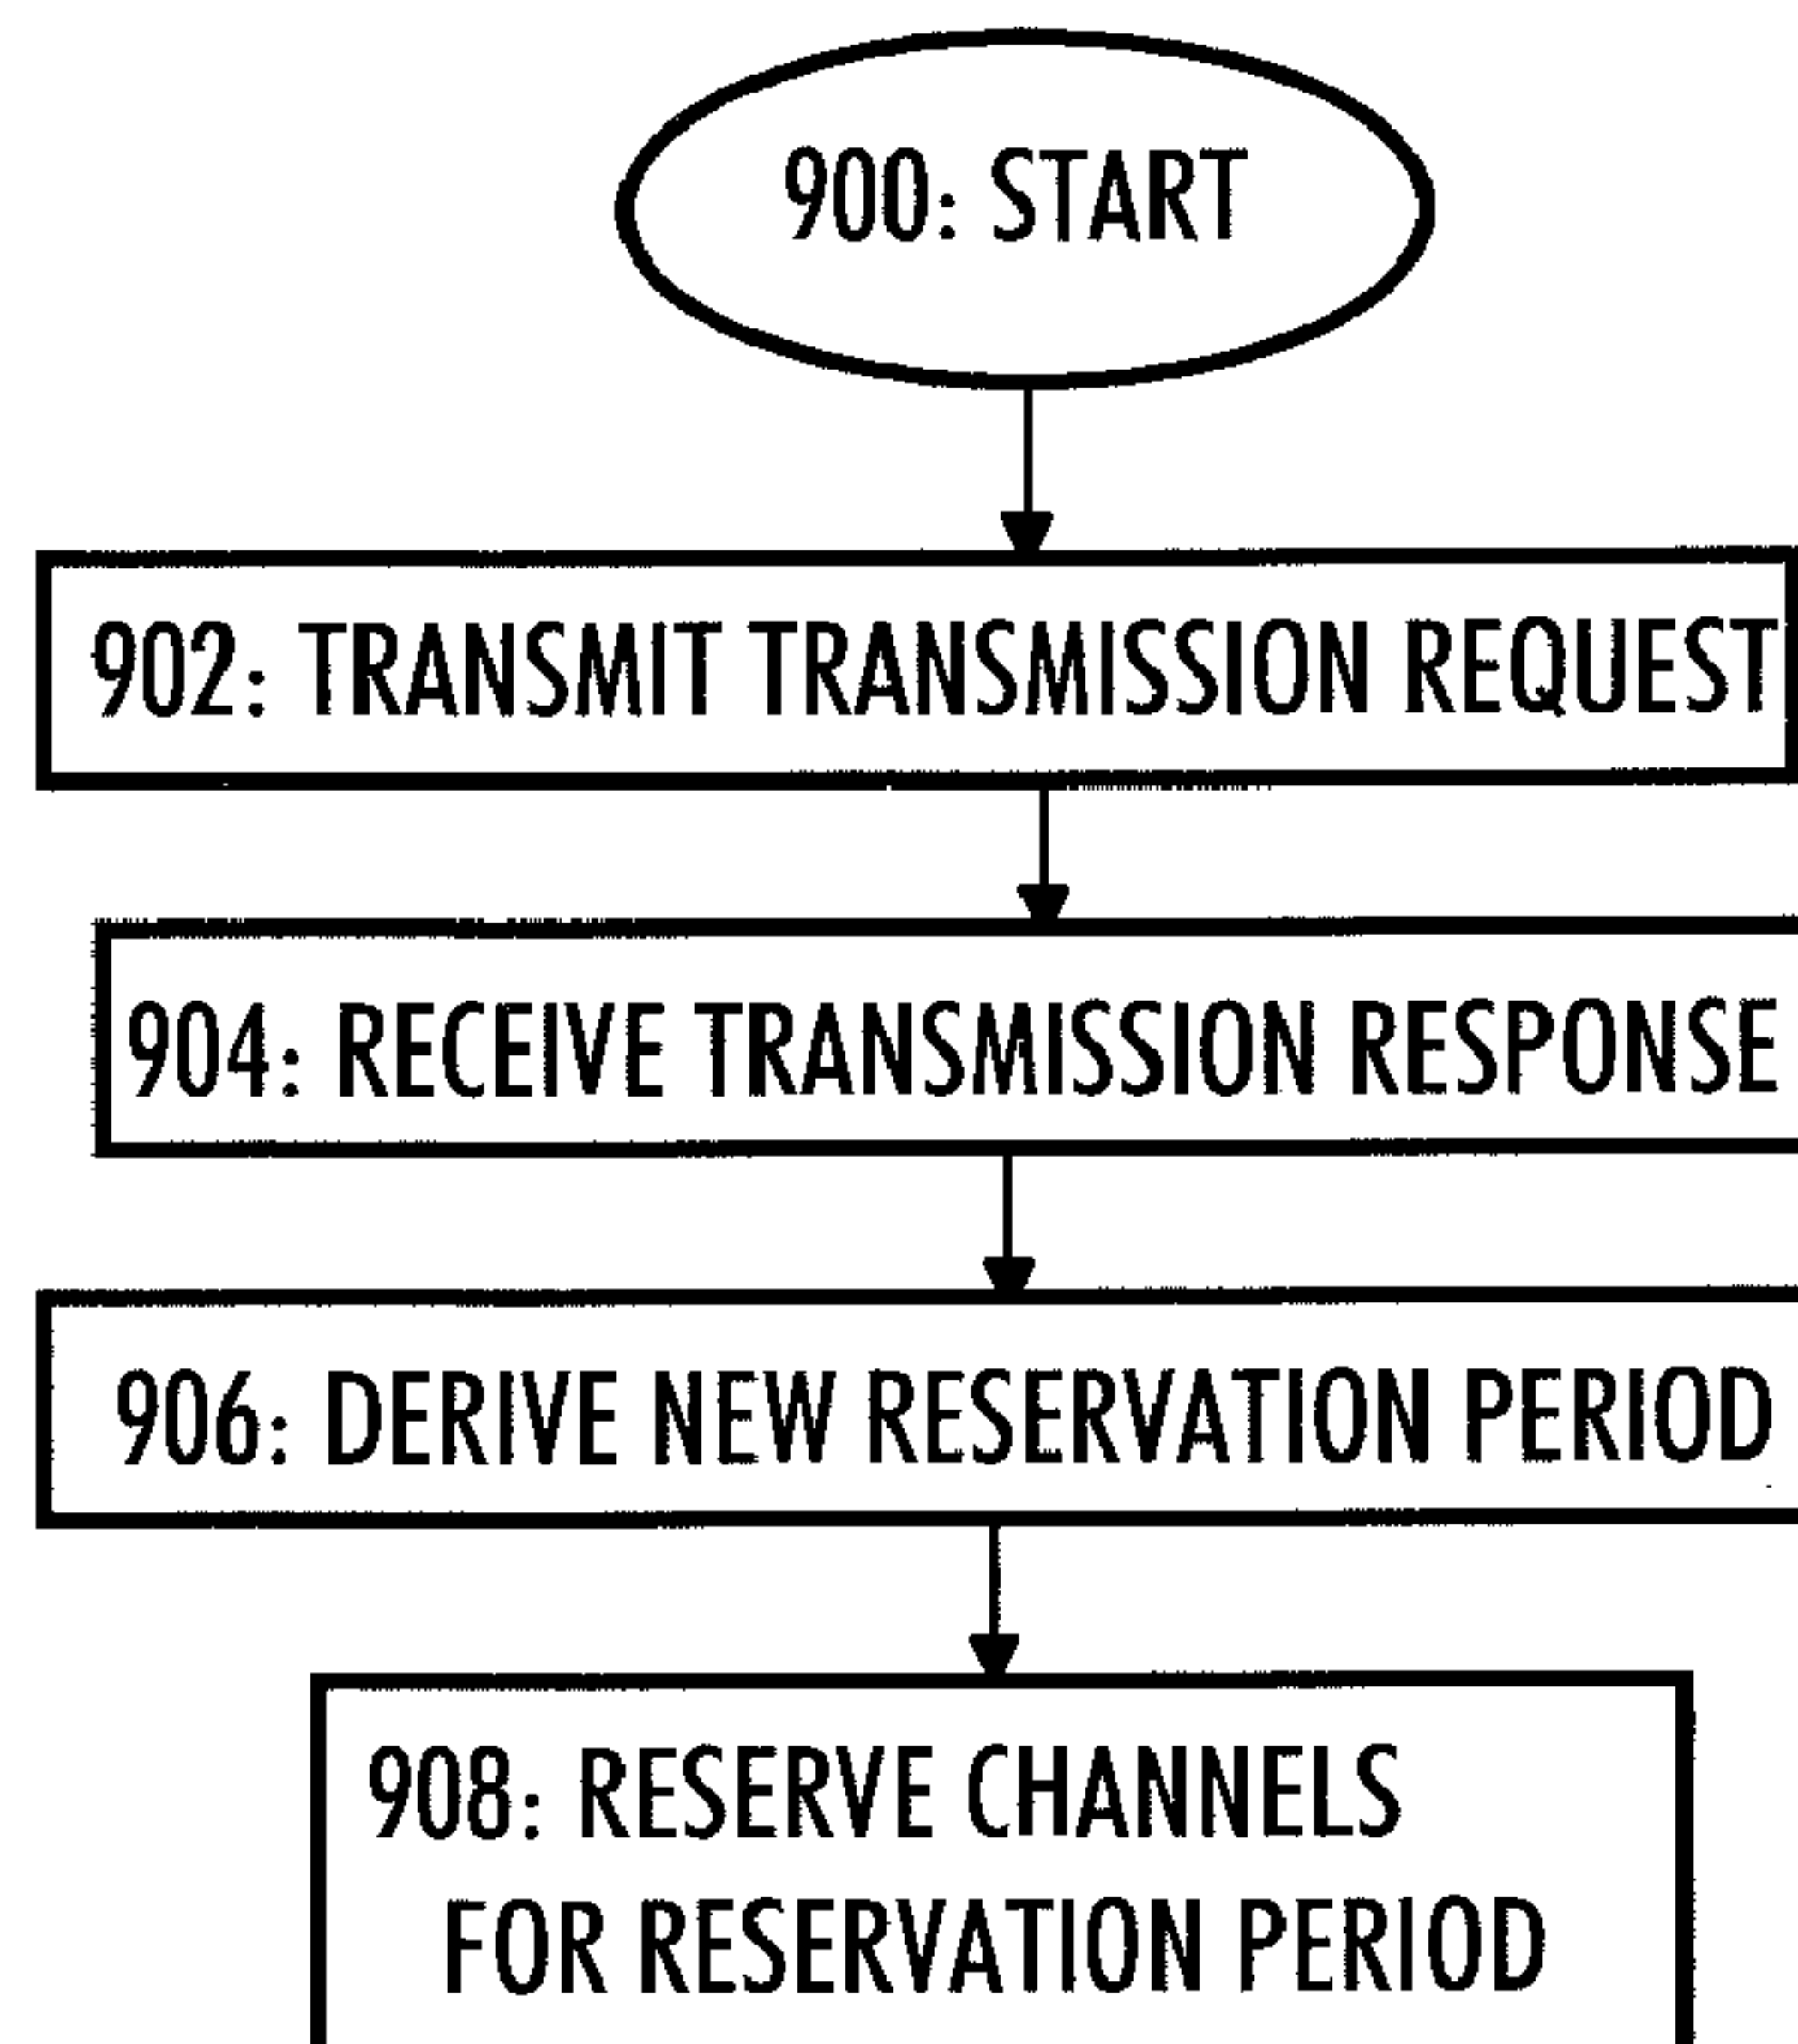 900: START
902: TRANSMIT TRANSMISSION REQUEST
904: RECEIVE TRANSMISSION RESPONSE
906: DERIVE NEW RESERVATION PERIOD
908: RESERVE CHANNELS
FOR RESERVATION PERIOD